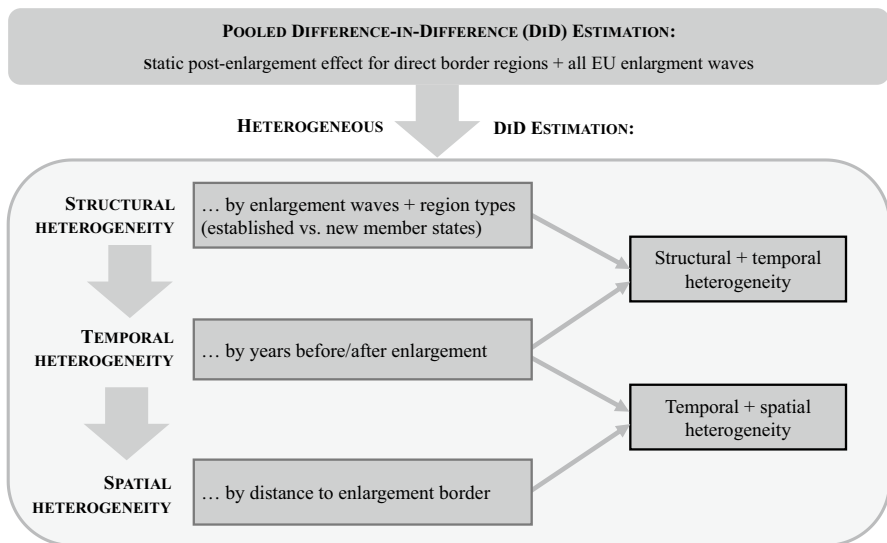 POOLED DIFFERENCE-IN-DIFFERENCE (DID) ESTIMATION:
static post-enlargement effect for direct border regions + all EU enlargment waves
HETEROGENEOUS DID ESTIMATION:
STRUCTURAL
HETEROGENEITY
… by enlargement waves + region types
(established vs. new member states)
Structural + temporal
heterogeneity
TEMPORAL
HETEROGENEITY
… by years before/after enlargement
Temporal + spatial
heterogeneity
SPATIAL
HETEROGENEITY
… by distance to enlargement border